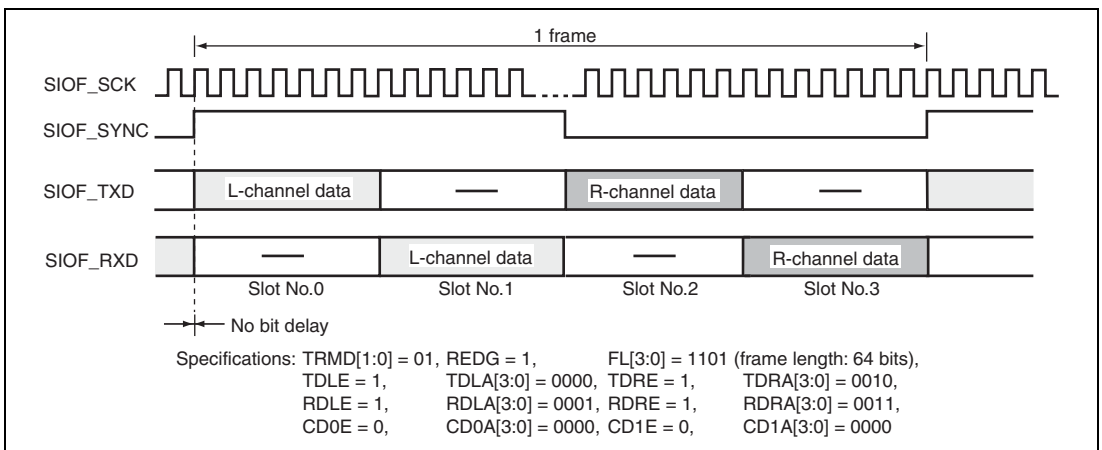 1 frame
SIOF_SCK
SIOF_SYNC
SIOF_TXD L-channel data — R-channel data —
SIOF_RXD — L-channel data — R-channel data
Slot No.0 Slot No.1 Slot No.2 Slot No.3
No bit delay
Specifications: TRMD[1:0] = 01, REDG = 1, FL[3:0] = 1101 (frame length: 64 bits),
TDLE = 1, TDLA[3:0] = 0000, TDRE = 1, TDRA[3:0] = 0010,
RDLE = 1, RDLA[3:0] = 0001, RDRE = 1, RDRA[3:0] = 0011,
CD0E = 0, CD0A[3:0] = 0000, CD1E = 0, CD1A[3:0] = 0000